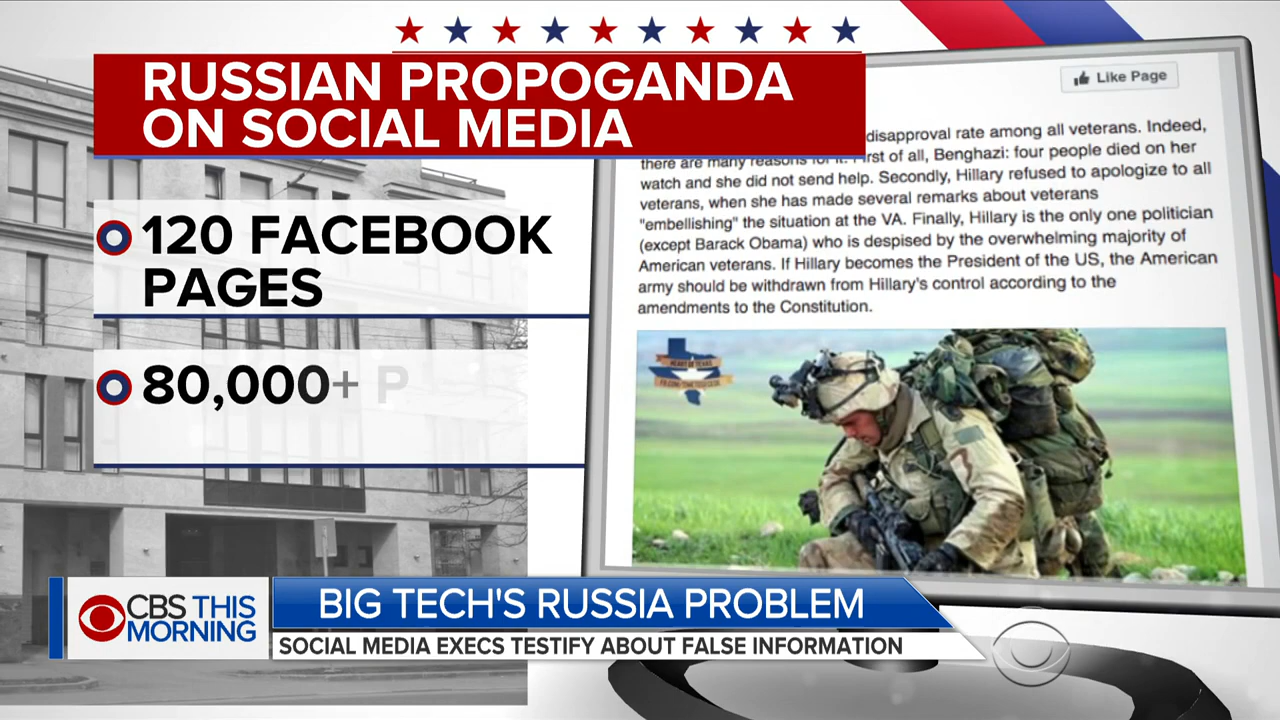 RUSSIAN PROPOGANDA
ON SOCIAL MEDIA
120 FACEBOOK
PAGES
80,000+ P
Like Page
disapproval rate among all veterans. Indeed,
there are many reasons for it. First of all, Benghazi: four people died on her
watch and she did not send help. Secondly, Hillary refused to apologize to all
veterans, when she has made several remarks about veterans
"embellishing" the situation at the VA. Finally, Hillary is the only one politician
(except Barack Obama) who is despised by the overwhelming majority of
American veterans. If Hillary becomes the President of the US, the American
army should be withdrawn from Hillary's control according to the
amendments to the Constitution.
HEART OF TEXAS
CBS THIS
MORNING
BIG TECH'S RUSSIA PROBLEM
SOCIAL MEDIA EXECS TESTIFY ABOUT FALSE INFORMATION